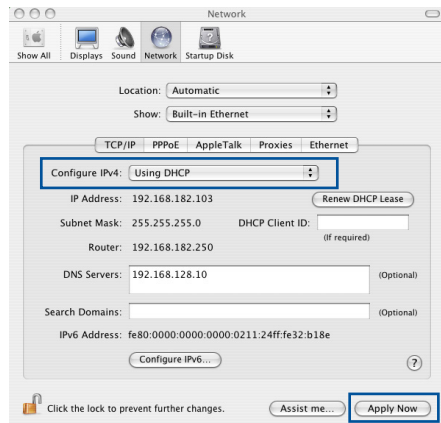 Network
Show All Displays Sound Network Startup Disk
Location: Automatic
Show: Built-in Ethernet
TCP/IP PPPoE AppleTalk Proxies Ethernet
Configure IPv4: Using DHCP
IP Address: 192.168.182.103 Renew DHCP Lease
Subnet Mask: 255.255.255.0 DHCP Client ID:
(If required)
Router: 192.168.182.250
DNS Servers: 192.168.128.10 (Optional)
Search Domains: (Optional)
IPv6 Address: fe80:0000:0000:0000:0211:24ff:fe32:b18e
Configure IPv6... ?
Click the lock to prevent further changes. Assist me... Apply Now